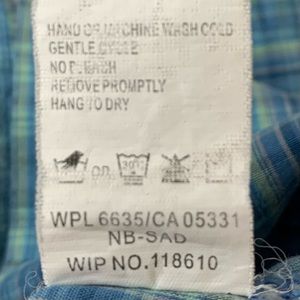 HAND OR MACHINE WASH COLD
GENTLE CYCLE
NO BLEACH
REMOVE PROMPTLY
HANG TO DRY
OR 30°
WPL 6635/CA 05331
NB-SAD
WIP NO.118610